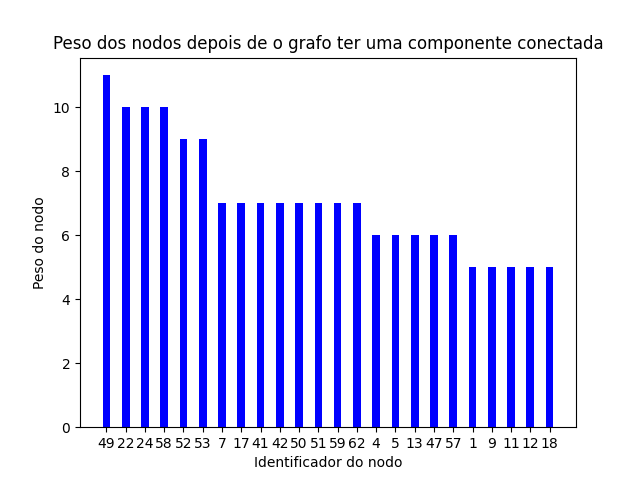 Peso dos nodos depois de o grafo ter uma componente conectada
10
8
6
4
2
0
Peso do nodo
49 22 24 58 52 53 7 17 41 42 50 51 59 62 4 5 13 47 57 1 9 11 12 18
Identificador do nodo